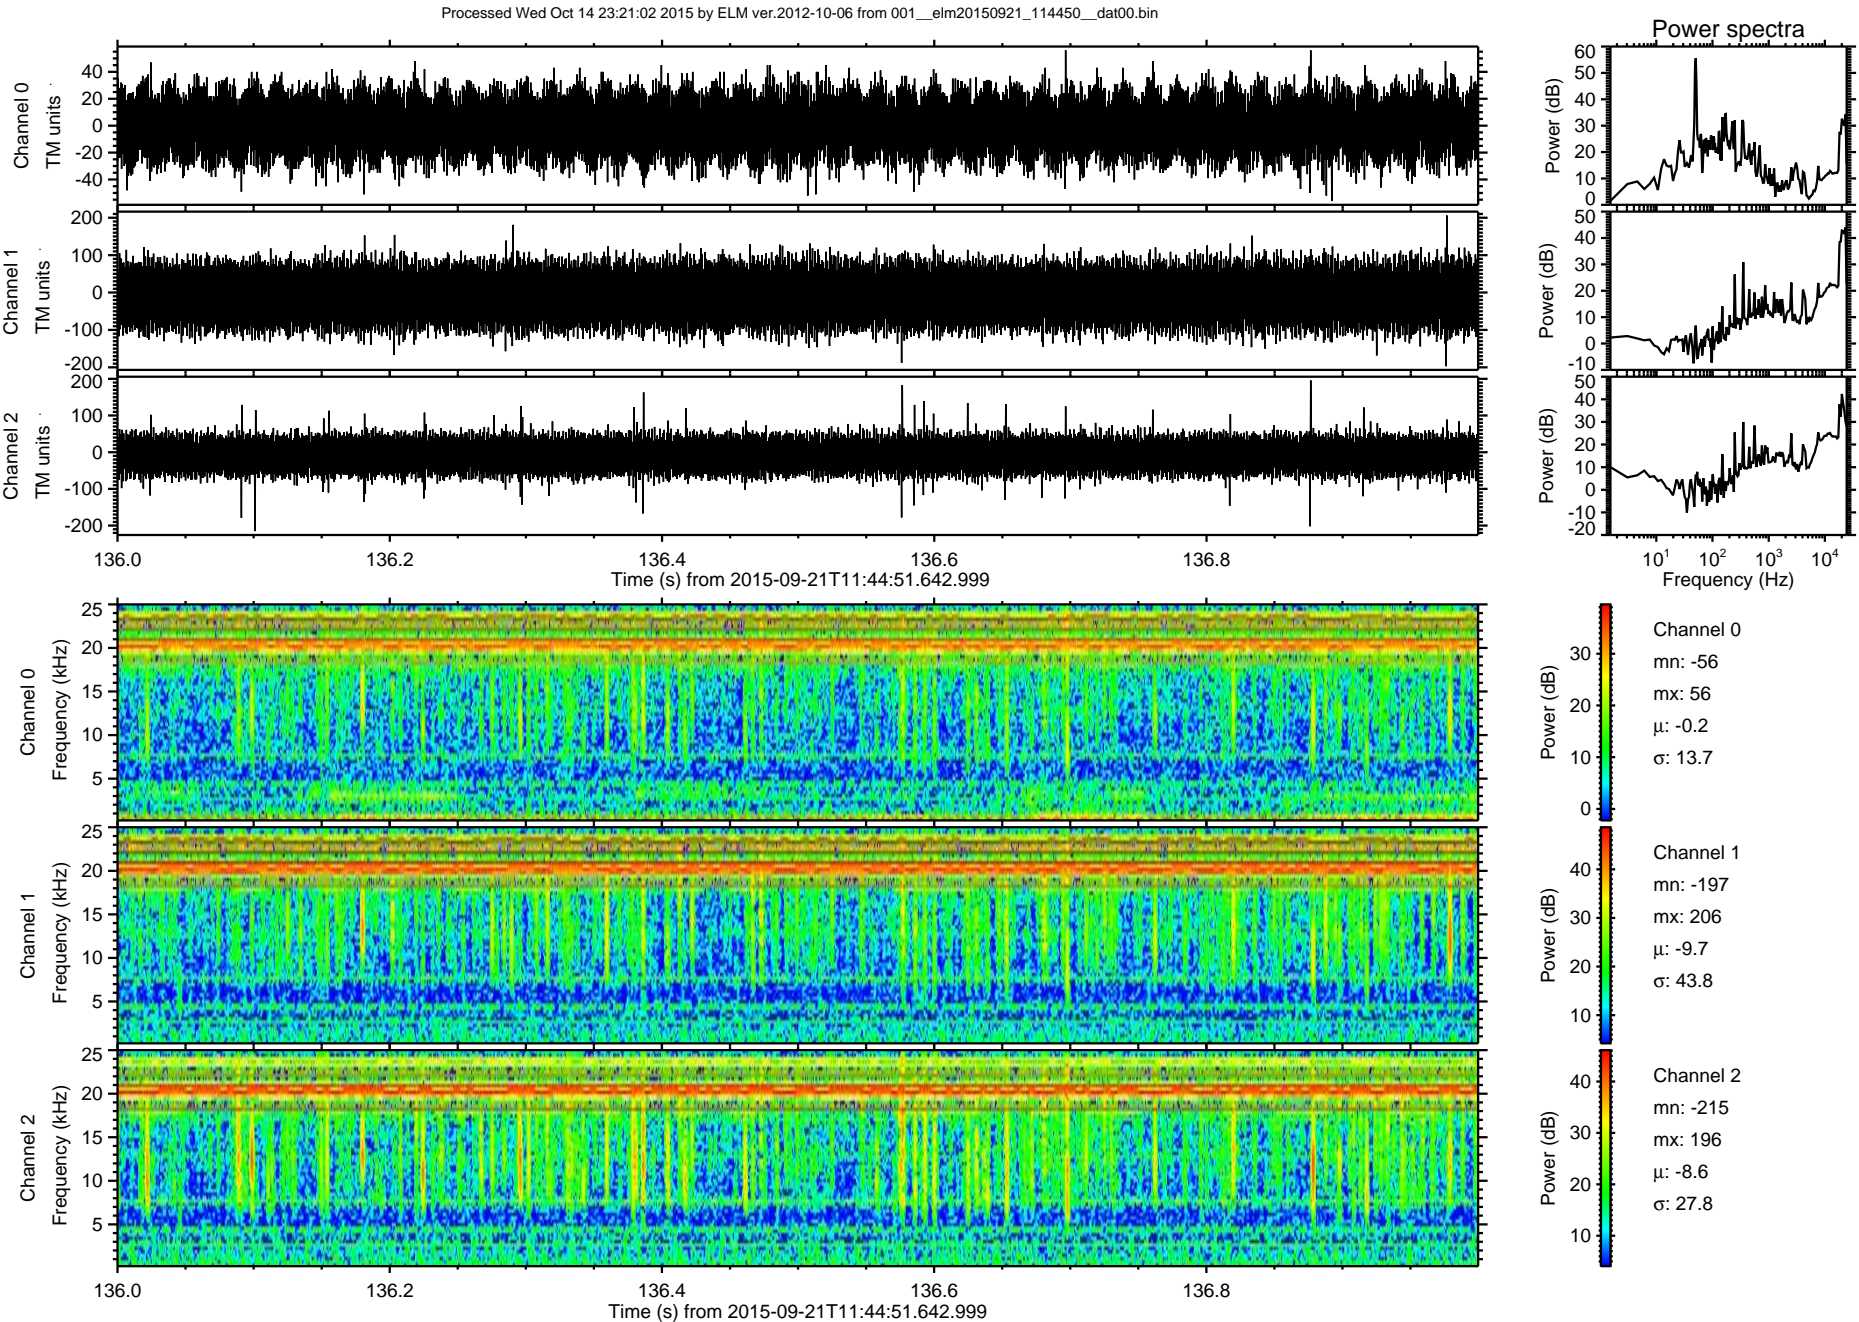 Processed Wed Oct 14 23:21:02 2015 by ELM ver.2012-10-06 from 001__elm20150921_114450__dat00.bin
Power spectra
Channel 0
TM units
40
20
0
-20
-40
Power (dB)
60
50
40
30
20
10
0
Channel 1
TM units
200
100
0
-100
-200
Power (dB)
50
40
30
20
10
0
-10
Channel 2
TM units
200
100
0
-100
-200
Power (dB)
50
40
30
20
10
0
-10
-20
136.0 136.2 136.4 136.6 136.8
Time (s) from 2015-09-21T11:44:51.642.999
10^1 10^2 10^3 10^4
Frequency (Hz)
Channel 0
Frequency (kHz)
25
20
15
10
5
Power (dB)
30
20
10
0
Channel 0
mn: -56
mx: 56
μ: -0.2
σ: 13.7
Channel 1
Frequency (kHz)
25
20
15
10
5
Power (dB)
40
30
20
10
Channel 1
mn: -197
mx: 206
μ: -9.7
σ: 43.8
Channel 2
Frequency (kHz)
25
20
15
10
5
Power (dB)
40
30
20
10
Channel 2
mn: -215
mx: 196
μ: -8.6
σ: 27.8
136.0 136.2 136.4 136.6 136.8
Time (s) from 2015-09-21T11:44:51.642.999